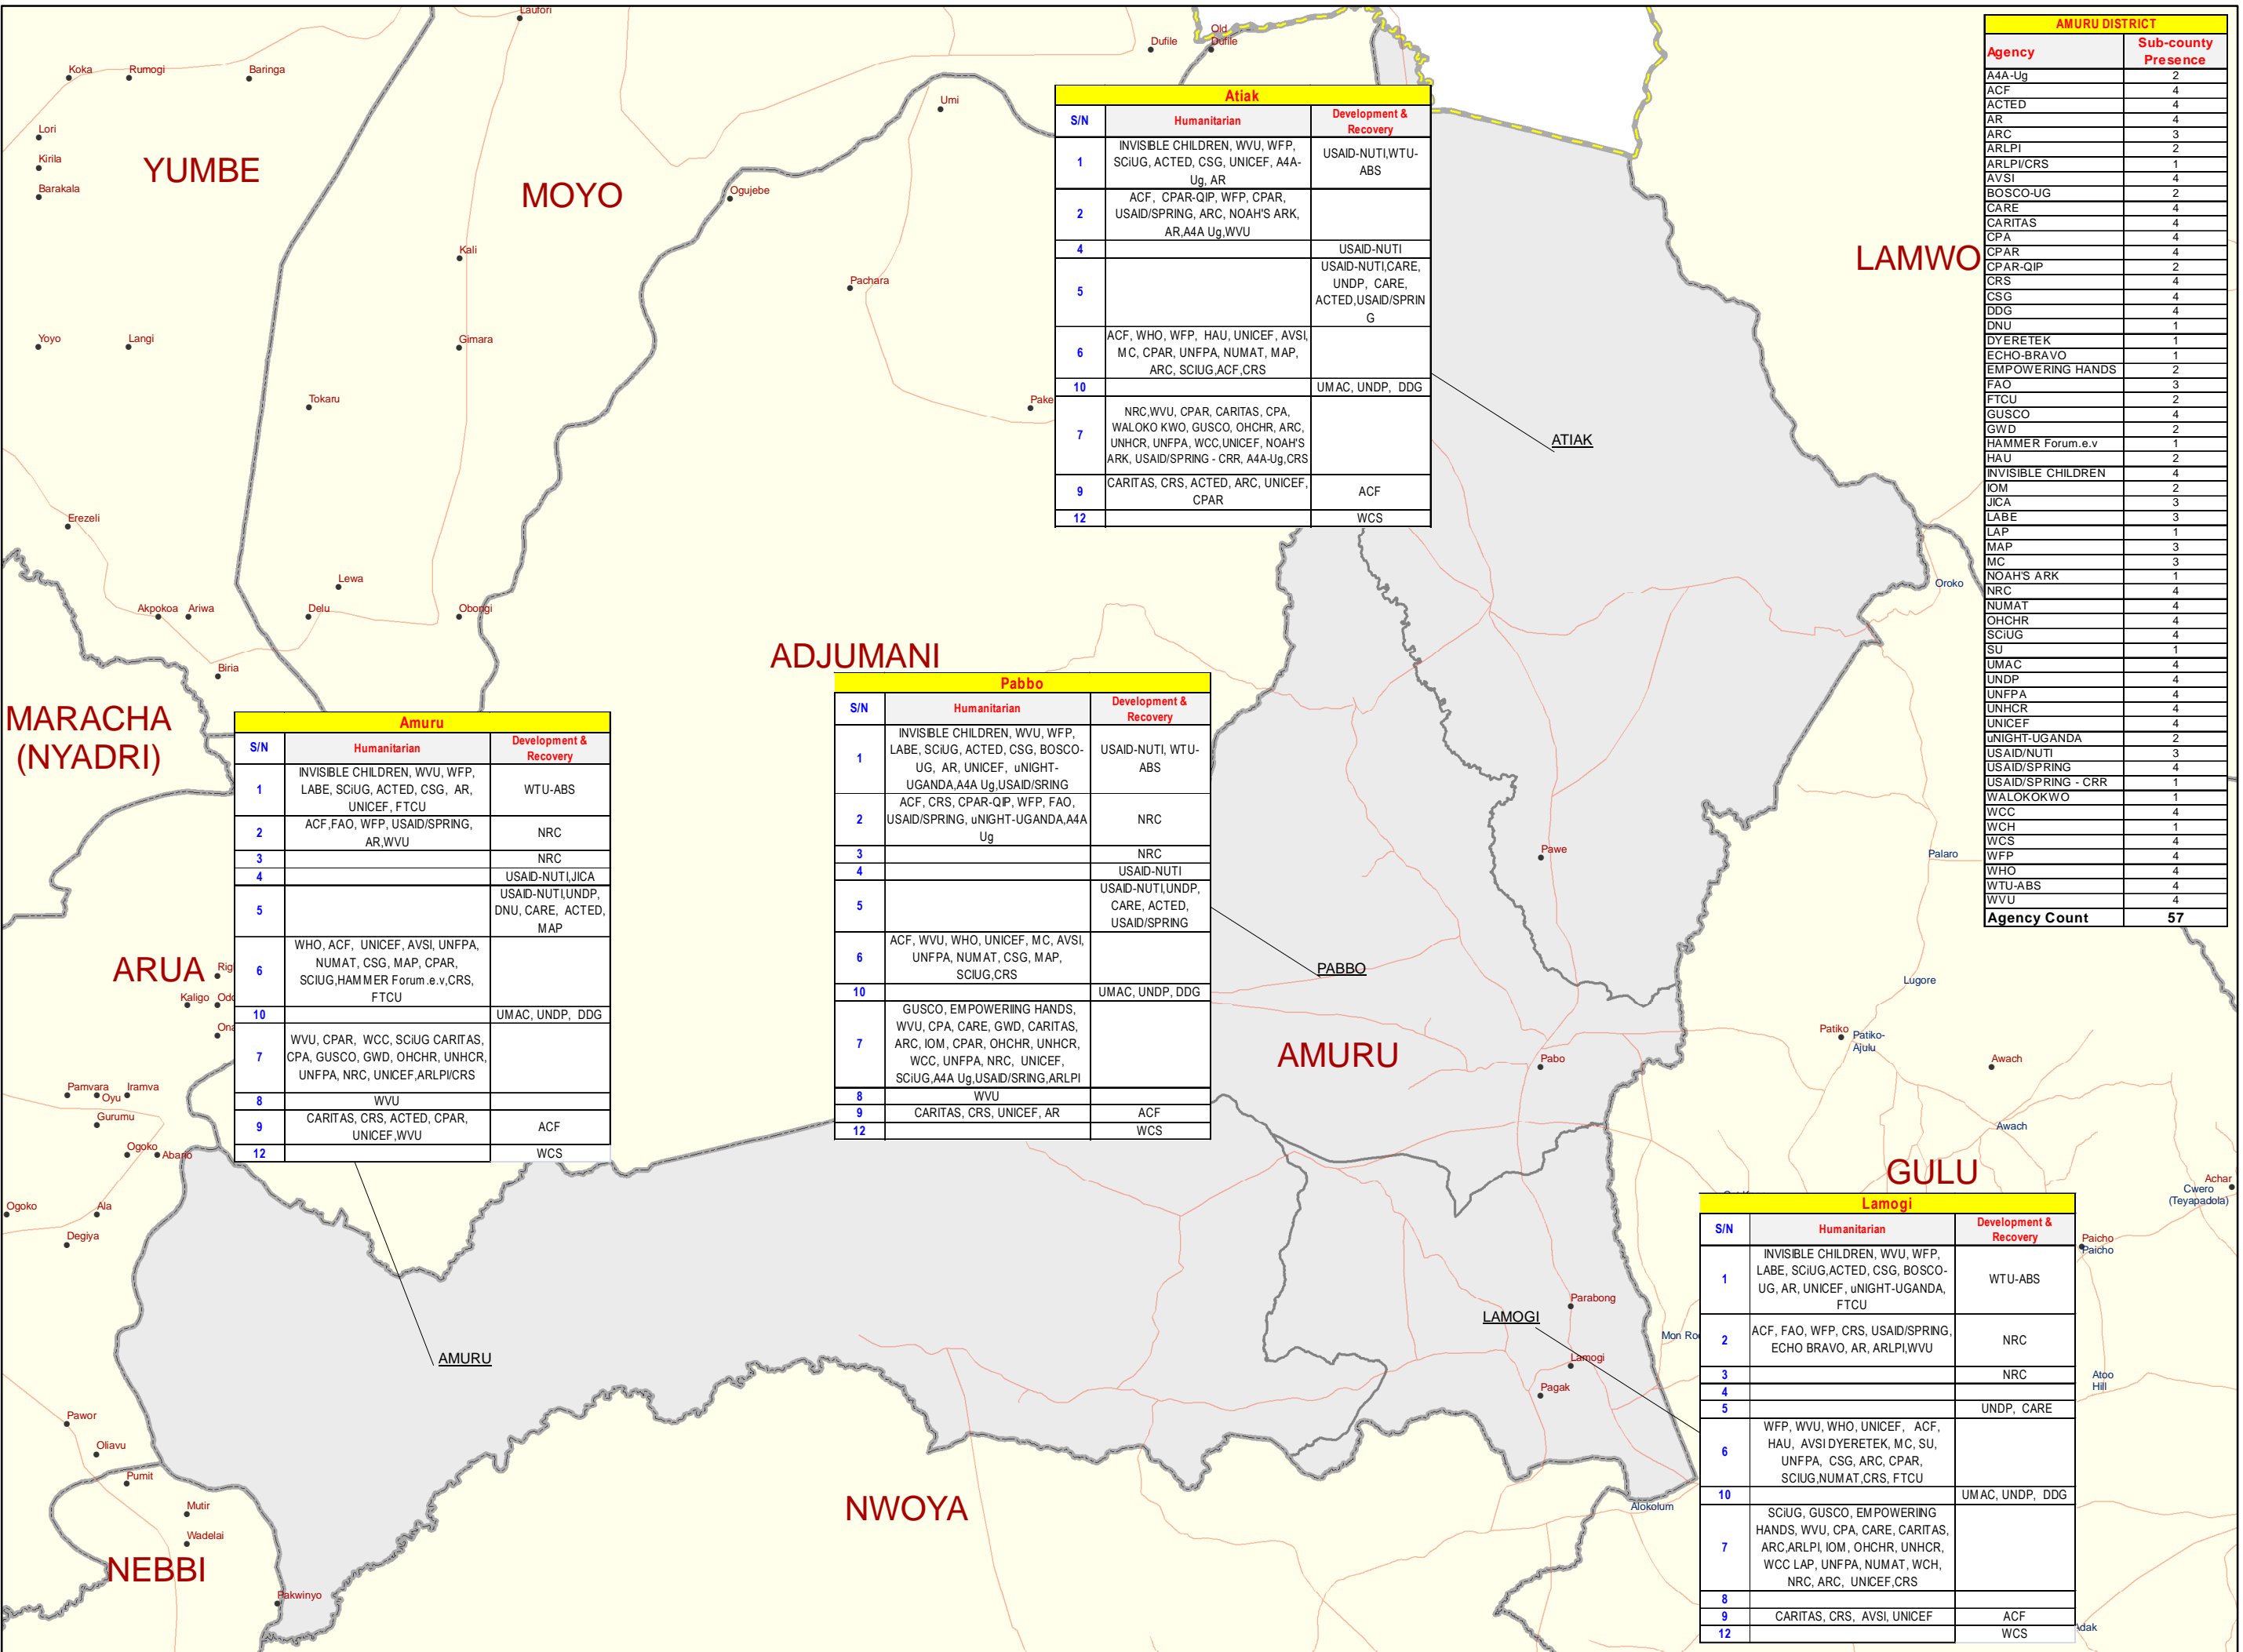 Laufori
Old
Dufile
Dufile
Koka
Rumogi
Baringa
Umi
Lori
Kirila
Barakala
YUMBE
MOYO
Ogujebe
LAMWO
Kali
Pachara
Yoyo
Langi
Gimara
Tokaru
Pake
ATIAK
Erezeli
Lewa
Akpokoa
Ariwa
Delu
Obongi
Oroko
Biria
ADJUMANI
MARACHA
(NYADRI)
Pawe
Palaro
ARUA
Rig
Kaligo
Odo
Ona
PABBO
Lugore
Patiko
Patiko-
Ajulu
AMURU
Pabo
Awach
Pamvara
Iramva
Oyu
Gurumu
Ogoko
Abario
Awach
GULU
Achar
Cwero
(Teyapadola)
Ogoko
Ala
Degiya
Paicho
Paicho
Parabong
LAMOGI
Mon Ro
Lamogi
Pagak
Atoo
Hill
AMURU
Pawor
Oliavu
Pumit
Mutir
Wadelai
NWOYA
Alokolum
NEBBI
Pakwinyo
Adak
Atiak
S/N Humanitarian Development &
Recovery
1 INVISIBLE CHILDREN, WVU, WFP, USAID-NUTI,WTU-
SCiUG, ACTED, CSG, UNICEF, A4A- ABS
Ug, AR
2 ACF, CPAR-QIP, WFP, CPAR,
USAID/SPRING, ARC, NOAH'S ARK,
AR,A4A Ug,WVU
4 USAID-NUTI
5 USAID-NUTI,CARE,
UNDP, CARE,
ACTED,USAID/SPRIN
G
6 ACF, WHO, WFP, HAU, UNICEF, AVSI,
MC, CPAR, UNFPA, NUMAT, MAP,
ARC, SCIUG,ACF,CRS
10 UMAC, UNDP, DDG
7 NRC,WVU, CPAR, CARITAS, CPA,
WALOKO KWO, GUSCO, OHCHR, ARC,
UNHCR, UNFPA, WCC,UNICEF, NOAH'S
ARK, USAID/SPRING - CRR, A4A-Ug,CRS
9 CARITAS, CRS, ACTED, ARC, UNICEF, ACF
CPAR
12 WCS
Pabbo
S/N Humanitarian Development &
Recovery
1 INVISIBLE CHILDREN, WVU, WFP, USAID-NUTI, WTU-
LABE, SCiUG, ACTED, CSG, BOSCO- ABS
UG, AR, UNICEF, uNIGHT-
UGANDA,A4A Ug,USAID/SRING
2 ACF, CRS, CPAR-QIP, WFP, FAO, NRC
USAID/SPRING, uNIGHT-UGANDA,A4A
Ug
3 NRC
4 USAID-NUTI
5 USAID-NUTI,UNDP,
CARE, ACTED,
USAID/SPRING
6 ACF, WVU, WHO, UNICEF, MC, AVSI,
UNFPA, NUMAT, CSG, MAP,
SCIUG,CRS
10 UMAC, UNDP, DDG
7 GUSCO, EMPOWERIING HANDS,
WVU, CPA, CARE, GWD, CARITAS,
ARC, IOM, CPAR, OHCHR, UNHCR,
WCC, UNFPA, NRC, UNICEF,
SCiUG,A4A Ug,USAID/SRING,ARLPI
8 WVU
9 CARITAS, CRS, UNICEF, AR ACF
12 WCS
Amuru
S/N Humanitarian Development &
Recovery
1 INVISIBLE CHILDREN, WVU, WFP, WTU-ABS
LABE, SCiUG, ACTED, CSG, AR,
UNICEF, FTCU
2 ACF,FAO, WFP, USAID/SPRING, NRC
AR,WVU
3 NRC
4 USAID-NUTI,JICA
5 USAID-NUTI,UNDP,
DNU, CARE, ACTED,
MAP
6 WHO, ACF, UNICEF, AVSI, UNFPA,
NUMAT, CSG, MAP, CPAR,
SCIUG,HAMMER Forum.e.v,CRS,
FTCU
10 UMAC, UNDP, DDG
7 WVU, CPAR, WCC, SCiUG CARITAS,
CPA, GUSCO, GWD, OHCHR, UNHCR,
UNFPA, NRC, UNICEF,ARLPI/CRS
8 WVU
9 CARITAS, CRS, ACTED, CPAR, ACF
UNICEF,WVU
12 WCS
Lamogi
S/N Humanitarian Development &
Recovery
1 INVISIBLE CHILDREN, WVU, WFP, WTU-ABS
LABE, SCiUG,ACTED, CSG, BOSCO-
UG, AR, UNICEF, uNIGHT-UGANDA,
FTCU
2 ACF, FAO, WFP, CRS, USAID/SPRING, NRC
ECHO BRAVO, AR, ARLPI,WVU
3 NRC
4
5 UNDP, CARE
6 WFP, WVU, WHO, UNICEF, ACF,
HAU, AVSI DYERETEK, MC, SU,
UNFPA, CSG, ARC, CPAR,
SCIUG,NUMAT,CRS, FTCU
10 UMAC, UNDP, DDG
7 SCiUG, GUSCO, EMPOWERIING
HANDS, WVU, CPA, CARE, CARITAS,
ARC,ARLPI, IOM, OHCHR, UNHCR,
WCC LAP, UNFPA, NUMAT, WCH,
NRC, ARC, UNICEF,CRS
8
9 CARITAS, CRS, AVSI, UNICEF ACF
12 WCS
AMURU DISTRICT
Agency Sub-county
Presence
A4A-Ug 2
ACF 4
ACTED 4
AR 4
ARC 3
ARLPI 2
ARLPI/CRS 1
AVSI 4
BOSCO-UG 2
CARE 4
CARITAS 4
CPA 4
CPAR 4
CPAR-QIP 2
CRS 4
CSG 4
DDG 4
DNU 1
DYERETEK 1
ECHO-BRAVO 1
EMPOWERING HANDS 2
FAO 3
FTCU 2
GUSCO 4
GWD 2
HAMMER Forum.e.v 1
HAU 2
INVISIBLE CHILDREN 4
IOM 2
JICA 3
LABE 3
LAP 1
MAP 3
MC 3
NOAH'S ARK 1
NRC 4
NUMAT 4
OHCHR 4
SCiUG 4
SU 1
UMAC 4
UNDP 4
UNFPA 4
UNHCR 4
UNICEF 4
uNIGHT-UGANDA 2
USAID/NUTI 3
USAID/SPRING 4
USAID/SPRING - CRR 1
WALOKOKWO 1
WCC 4
WCH 1
WCS 4
WFP 4
WHO 4
WTU-ABS 4
WVU 4
Agency Count 57